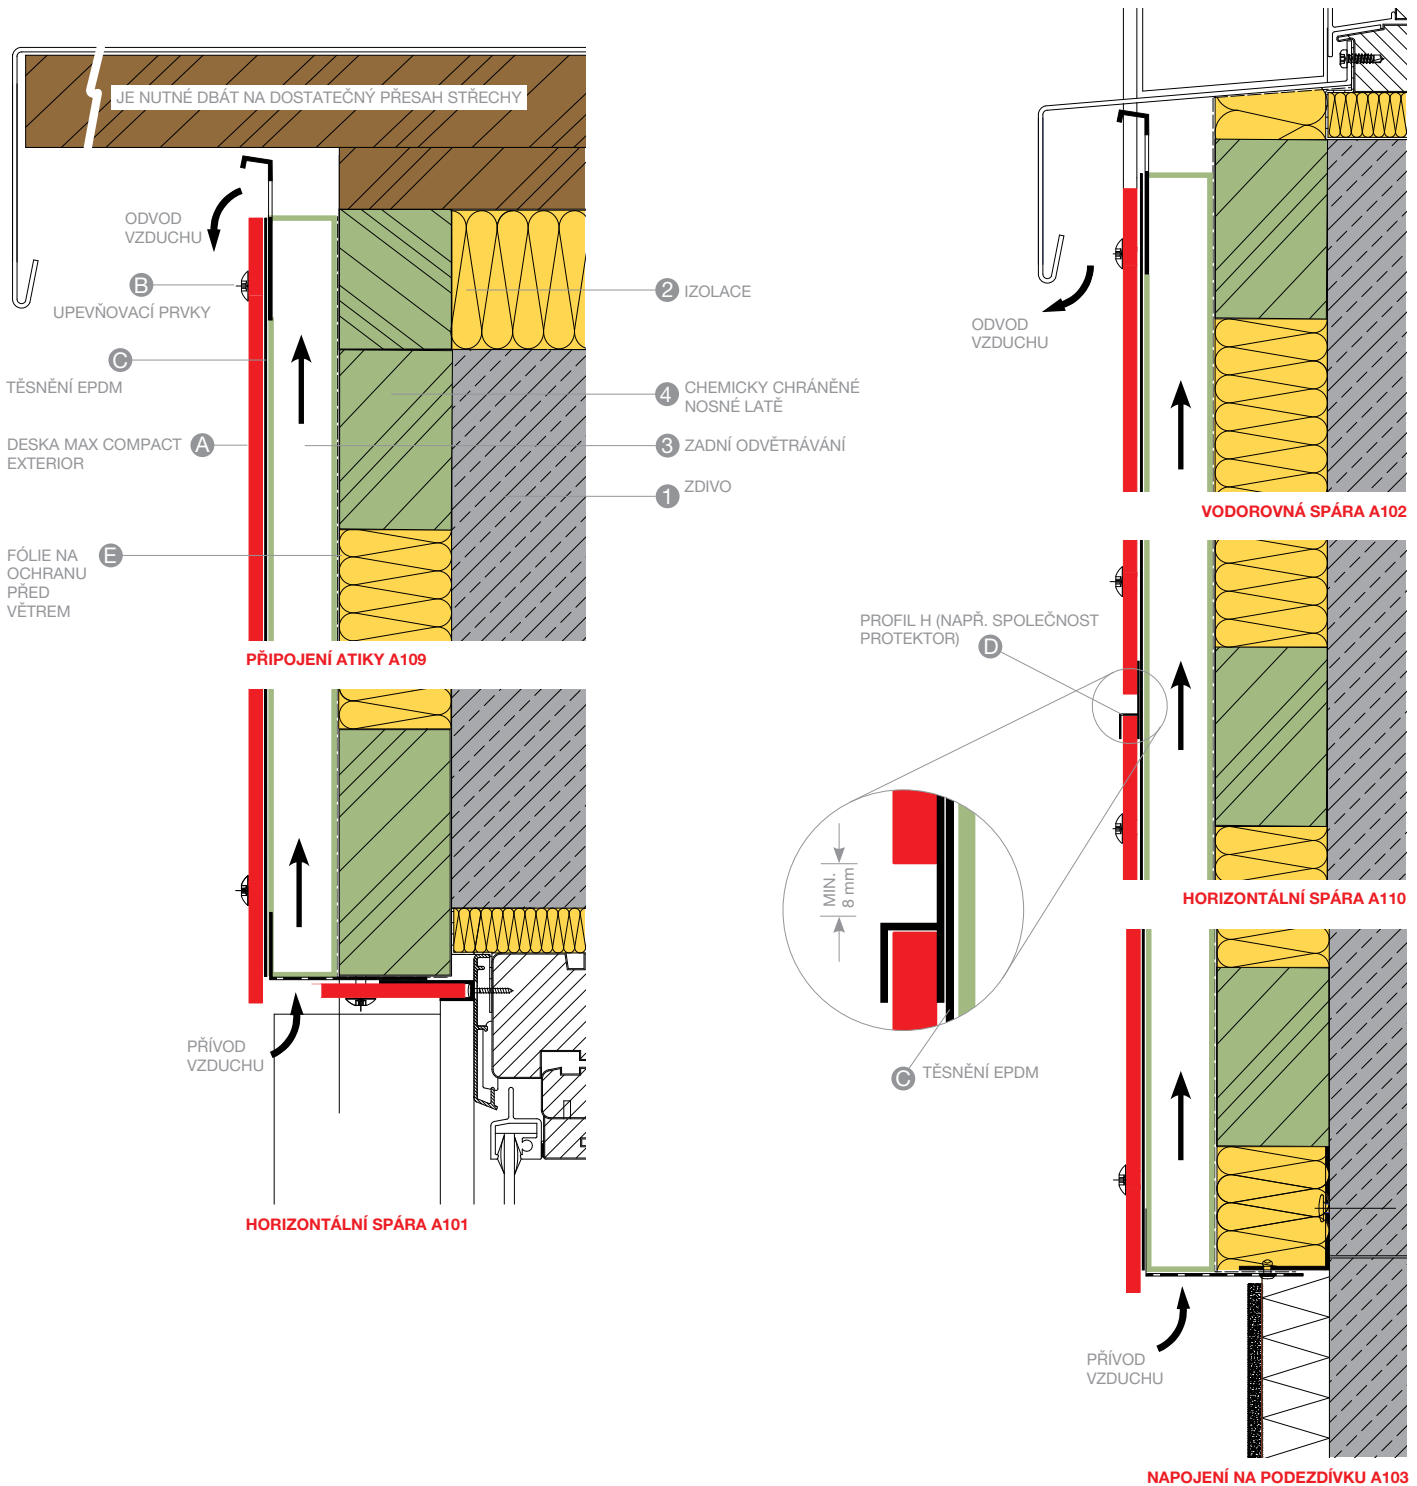 JE NUTNÉ DBÁT NA DOSTATEČNÝ PŘESAH STŘECHY
ODVOD
VZDUCHU
B
UPEVŇOVACÍ PRVKY
C
TĚSNĚNÍ EPDM
DESKA MAX COMPACT
EXTERIOR
A
FÓLIE NA
OCHRANU
PŘED
VĚTREM
E
2 IZOLACE
4 CHEMICKY CHRÁNĚNÉ
NOSNÉ LATĚ
3 ZADNÍ ODVĚTRÁVÁNÍ
1 ZDIVO
PŘIPOJENÍ ATIKY A109
PŘÍVOD
VZDUCHU
HORIZONTÁLNÍ SPÁRA A101
ODVOD
VZDUCHU
VODOROVNÁ SPÁRA A102
PROFIL H (NAPŘ. SPOLEČNOST
PROTEKTOR)
D
MIN.
8 mm
HORIZONTÁLNÍ SPÁRA A110
C TĚSNĚNÍ EPDM
PŘÍVOD
VZDUCHU
NAPOJENÍ NA PODEZDÍVKU A103